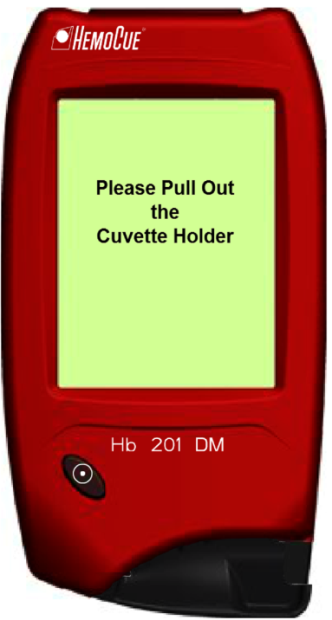 HemoCue
Please Pull Out
the
Cuvette Holder
Hb 201 DM